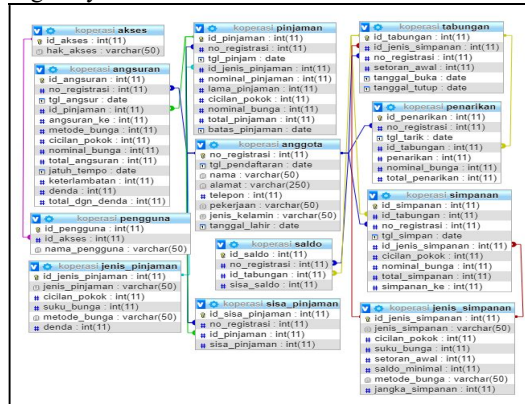 koperasi akses
id_akses : int(11)
hak_akses : varchar(50)
koperasi angsuran
id_angsuran : int(11)
no_registrasi : int(11)
tgl_angsur : date
id_pinjaman : int(11)
angsuran_ke : int(11)
metode_bunga : int(11)
cicilan_pokok : int(11)
nominal_bunga : int(11)
total_angsuran : int(11)
jatuh_tempo : date
keterlambatan : int(11)
denda : int(11)
total_dgn_denda : int(11)
koperasi pengguna
id_pengguna : int(11)
id_akses : int(11)
nama_pengguna : varchar(50)
koperasi jenis_pinjaman
id_jenis_pinjaman : int(11)
jenis_pinjaman : varchar(50)
cicilan_pokok : int(11)
suku_bunga : int(11)
metode_bunga : varchar(50)
denda : int(11)
koperasi pinjaman
id_pinjaman : int(11)
no_registrasi : int(11)
tgl_pinjam : date
id_jenis_pinjaman : int(11)
nominal_pinjaman : int(11)
lama_pinjaman : int(11)
cicilan_pokok : int(11)
nominal_bunga : int(11)
total_pinjaman : int(11)
batas_pinjaman : date
koperasi anggota
no_registrasi : int(11)
tgl_pendaftaran : date
nama : varchar(50)
alamat : varchar(250)
telepon : int(11)
pekerjaan : varchar(50)
jenis_kelamin : varchar(50)
tanggal_lahir : date
koperasi saldo
id_saldo : int(11)
no_registrasi : int(11)
id_tabungan : int(11)
sisa_saldo : int(11)
koperasi sisa_pinjaman
id_sisa_pinjaman : int(11)
no_registrasi : int(11)
id_pinjaman : int(11)
sisa_pinjaman : int(11)
koperasi tabungan
id_tabungan : int(11)
id_jenis_simpanan : int(11)
no_registrasi : int(11)
setoran_awal : int(11)
tanggal_buka : date
tanggal_tutup : date
koperasi penarikan
id_penarikan : int(11)
no_registrasi : int(11)
tgl_tarik : date
id_tabungan : int(11)
penarikan : int(11)
nominal_bunga : int(11)
total_penarikan : int(11)
koperasi simpanan
id_simpanan : int(11)
id_tabungan : int(11)
no_registrasi : int(11)
tgl_simpan : date
id_jenis_simpanan : int(11)
cicilan_pokok : int(11)
nominal_bunga : int(11)
total_simpanan : int(11)
simpanan_ke : int(11)
koperasi jenis_simpanan
id_jenis_simpanan : int(11)
jenis_simpanan : varchar(50)
cicilan_pokok : int(11)
suku_bunga : int(11)
setoran_awal : int(11)
saldo_minimal : int(11)
metode_bunga : varchar(50)
jangka_simpanan : int(11)